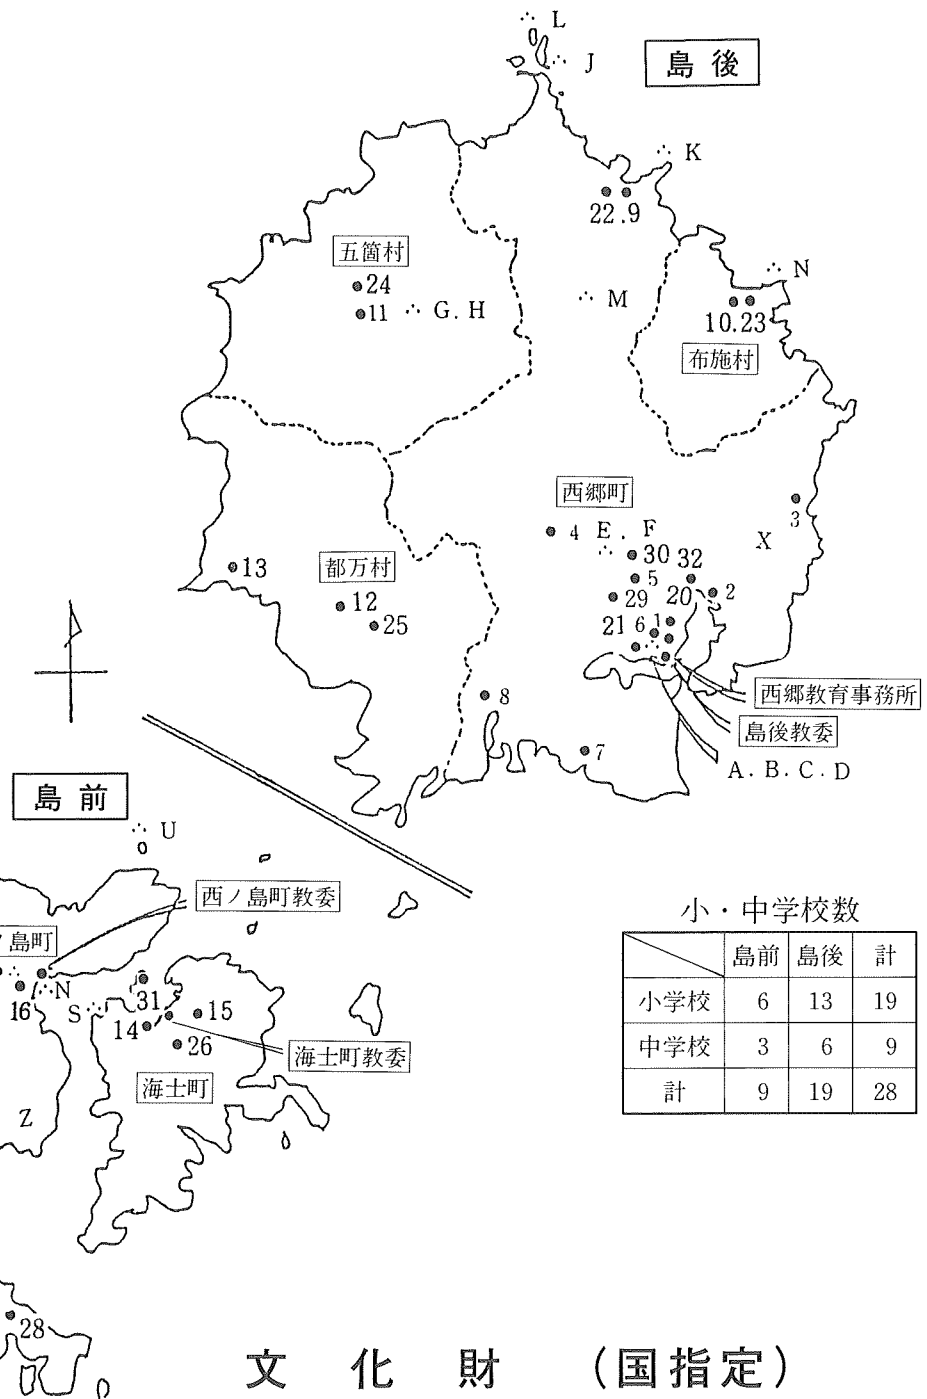 L
J
島後
K
22.9
五箇村
24
11
G.H
N
M
10.23
布施村
西郷町
3
4 E.F
X
30 32
13
都万村
5
2
12
29 20
25
21 6 1
8
西郷教育事務所
島後教委
7
A.B.C.D
島前
U
西ノ島町教委
島町
N
16
S
31
15
14
26
海士町教委
海士町
Z
28
小・中学校数
島前 島後 計
小学校 6 13 19
中学校 3 6 9
計 9 19 28
文化財(国指定)